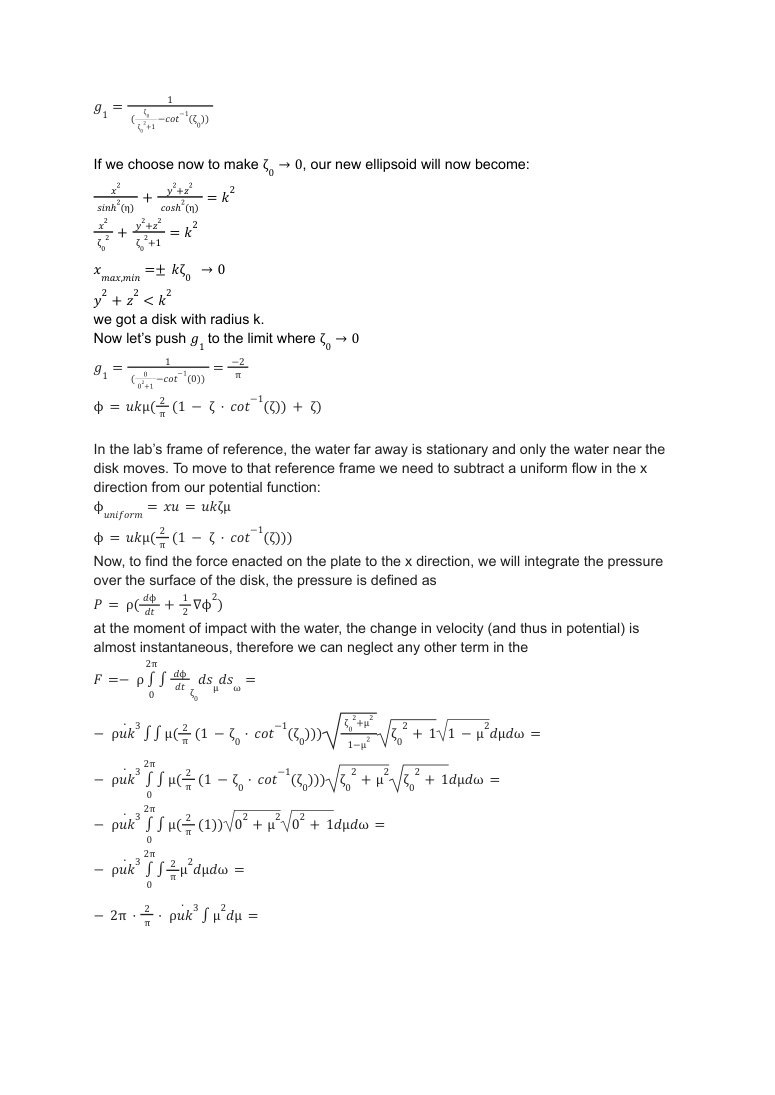 g₁ = 1 / (ζ₀/(ζ₀²+1) − cot⁻¹(ζ₀))
If we choose now to make ζ₀ → 0, our new ellipsoid will now become:
x²/sinh²(η) + (y²+z²)/cosh²(η) = k²
x²/ζ₀² + (y²+z²)/(ζ₀²+1) = k²
x_max,min =± kζ₀ → 0
y² + z² < k²
we got a disk with radius k.
Now let’s push g₁ to the limit where ζ₀ → 0
g₁ = 1 / (0/(0²+1) − cot⁻¹(0)) = −2/π
ϕ = ukμ(2/π (1 − ζ · cot⁻¹(ζ)) + ζ)
In the lab’s frame of reference, the water far away is stationary and only the water near the
disk moves. To move to that reference frame we need to subtract a uniform flow in the x
direction from our potential function:
ϕ_uniform = xu = ukζμ
ϕ = ukμ(2/π (1 − ζ · cot⁻¹(ζ)))
Now, to find the force enacted on the plate to the x direction, we will integrate the pressure
over the surface of the disk, the pressure is defined as
P = ρ(dϕ/dt + 1/2 ∇ϕ²)
at the moment of impact with the water, the change in velocity (and thus in potential) is
almost instantaneous, therefore we can neglect any other term in the
F =− ρ ∫₀^2π ∫ dϕ/dt_ζ₀ ds_μ ds_ω =
− ρu̇k³ ∫ ∫ μ(2/π (1 − ζ₀ · cot⁻¹(ζ₀)))√((ζ₀²+μ²)/(1−μ²)) √(ζ₀² + 1) √(1 − μ²) dμdω =
− ρu̇k³ ∫₀^2π ∫ μ(2/π (1 − ζ₀ · cot⁻¹(ζ₀)))√(ζ₀² + μ²) √(ζ₀² + 1) dμdω =
− ρu̇k³ ∫₀^2π ∫ μ(2/π (1))√(0² + μ²) √(0² + 1) dμdω =
− ρu̇k³ ∫₀^2π ∫ 2/π μ² dμdω =
− 2π · 2/π · ρu̇k³ ∫ μ² dμ =